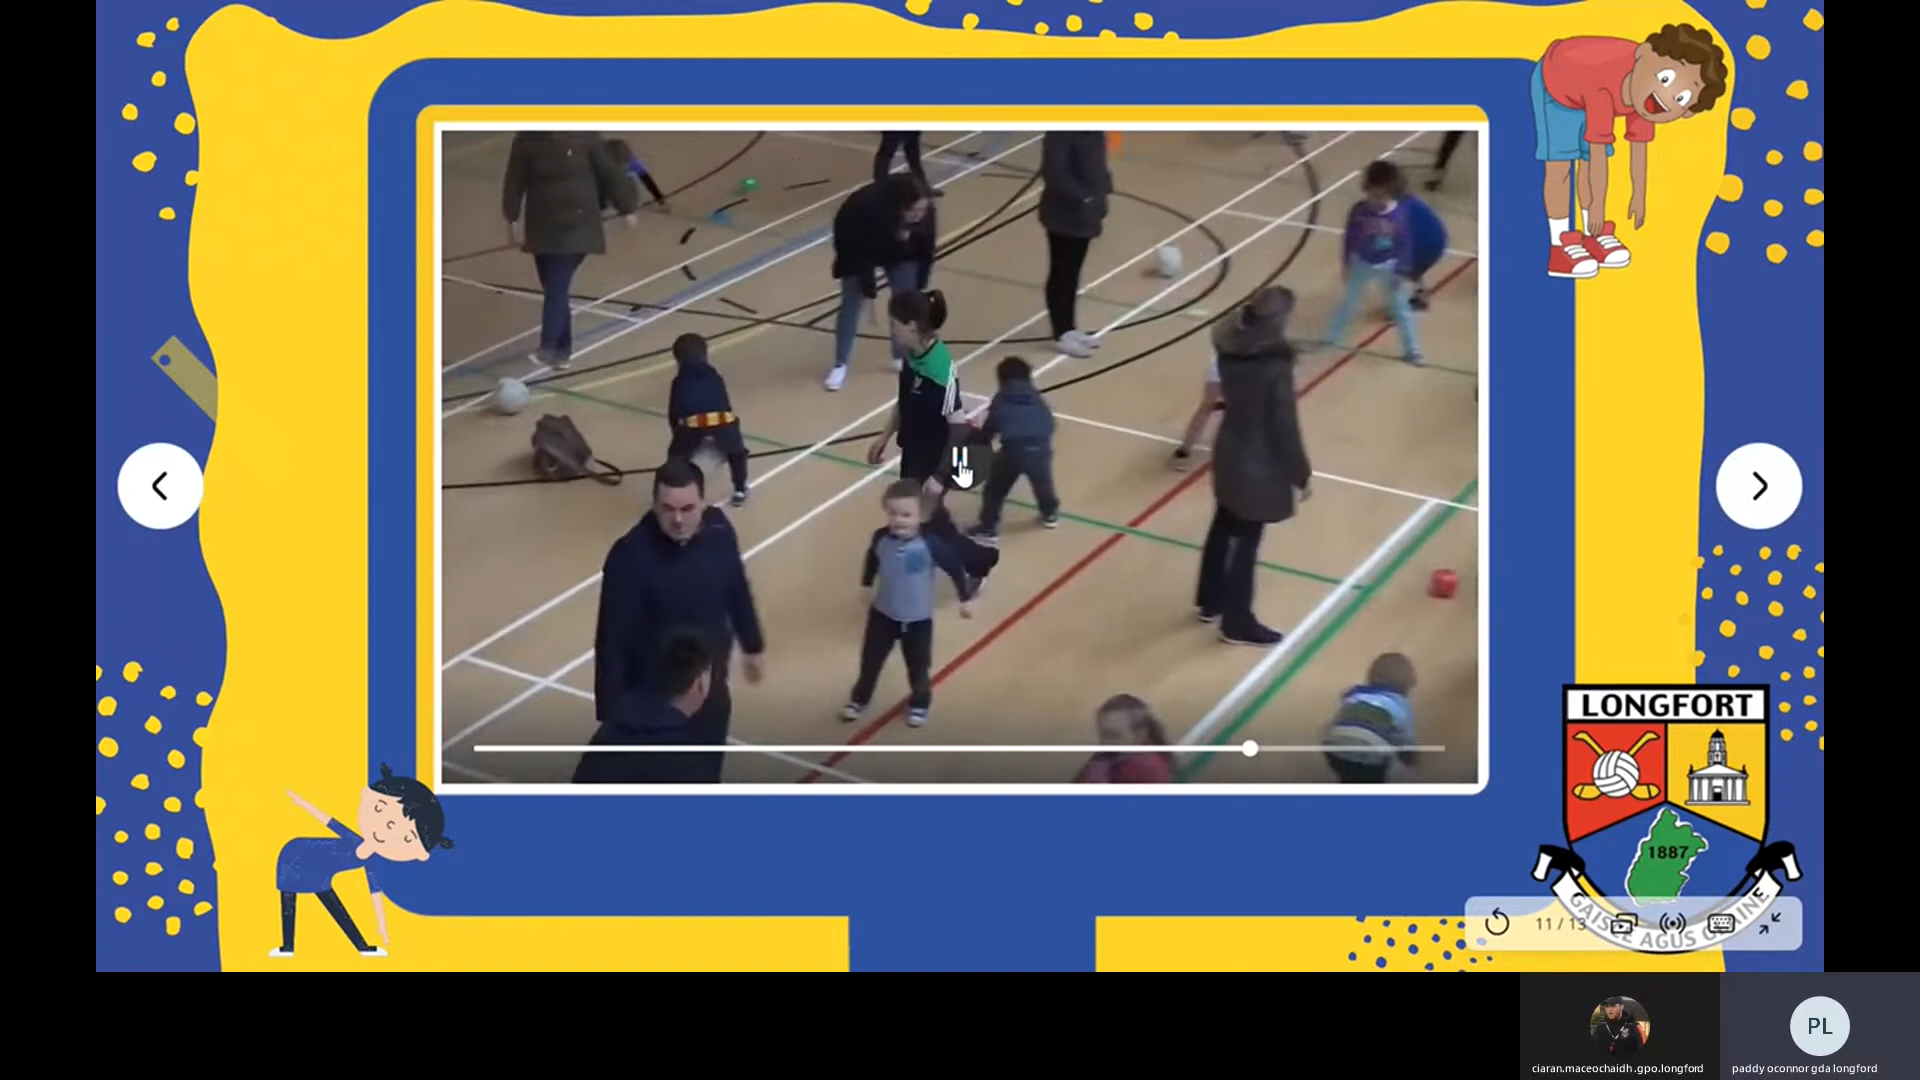 LONGFORT
1887
GAISCE AGUS
11 / 13
PL
ciaran.maceochaidh.gpo.longford
paddy oconnor gda longford